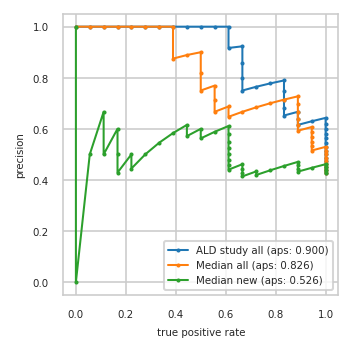 1.0
0.8
0.6
0.4
0.2
0.0
precision
ALD study all (aps: 0.900)
Median all (aps: 0.826)
Median new (aps: 0.526)
0.0 0.2 0.4 0.6 0.8 1.0
true positive rate